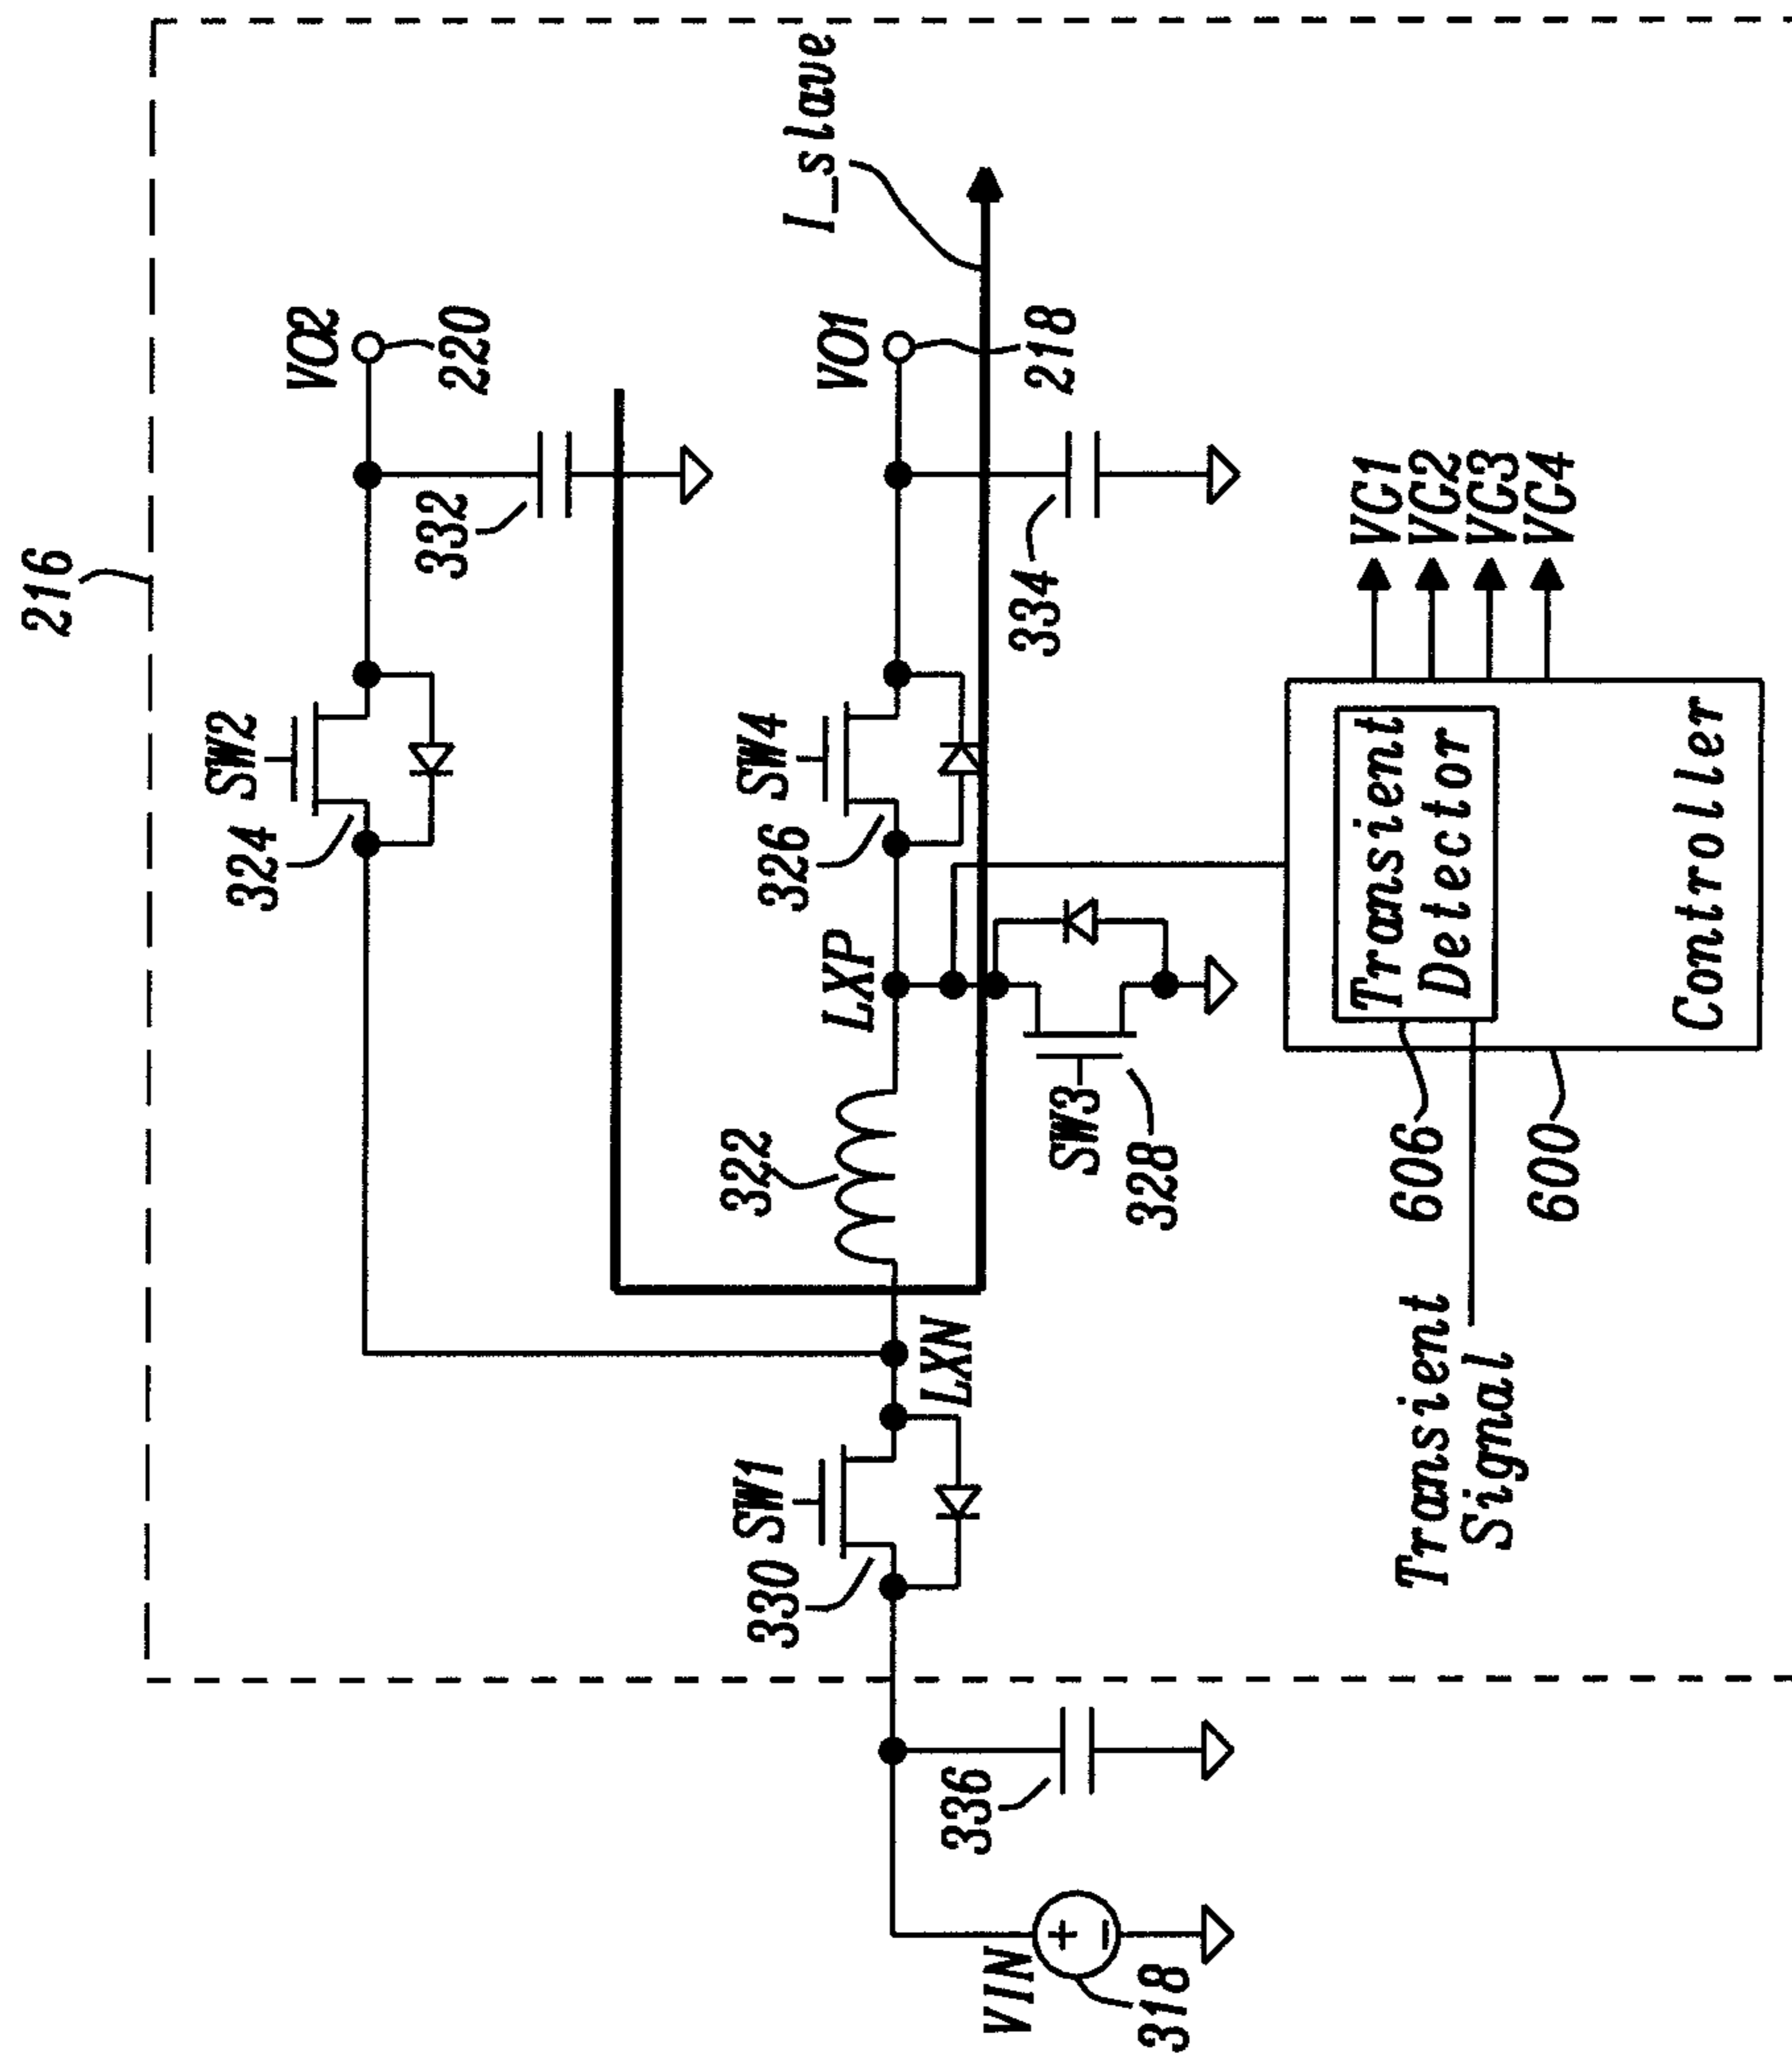 216
VO2
220
SW2
324
332
I_slave
VO1
218
SW4
326
334
LXP
322
SW3
328
LXN
SW1
330
336
VIN
+
–
318
Transient
Detector
Controller
VC1
VC2
VC3
VC4
606
600
Transient
Signal